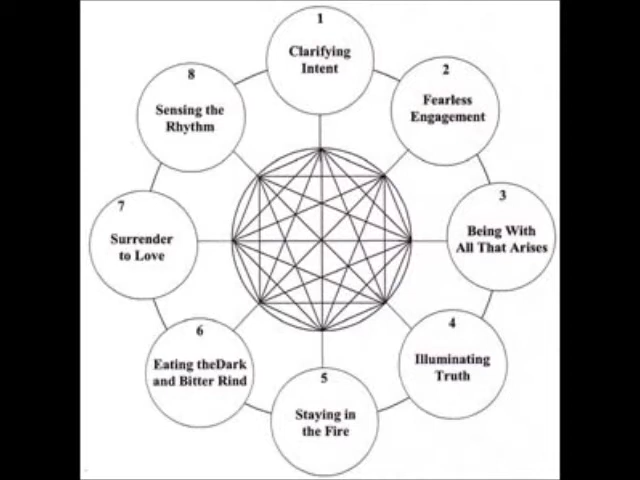 1
Clarifying
Intent
2
Fearless
Engagement
3
Being With
All That Arises
4
Illuminating
Truth
5
Staying in
the Fire
6
Eating theDark
and Bitter Rind
7
Surrender
to Love
8
Sensing the
Rhythm